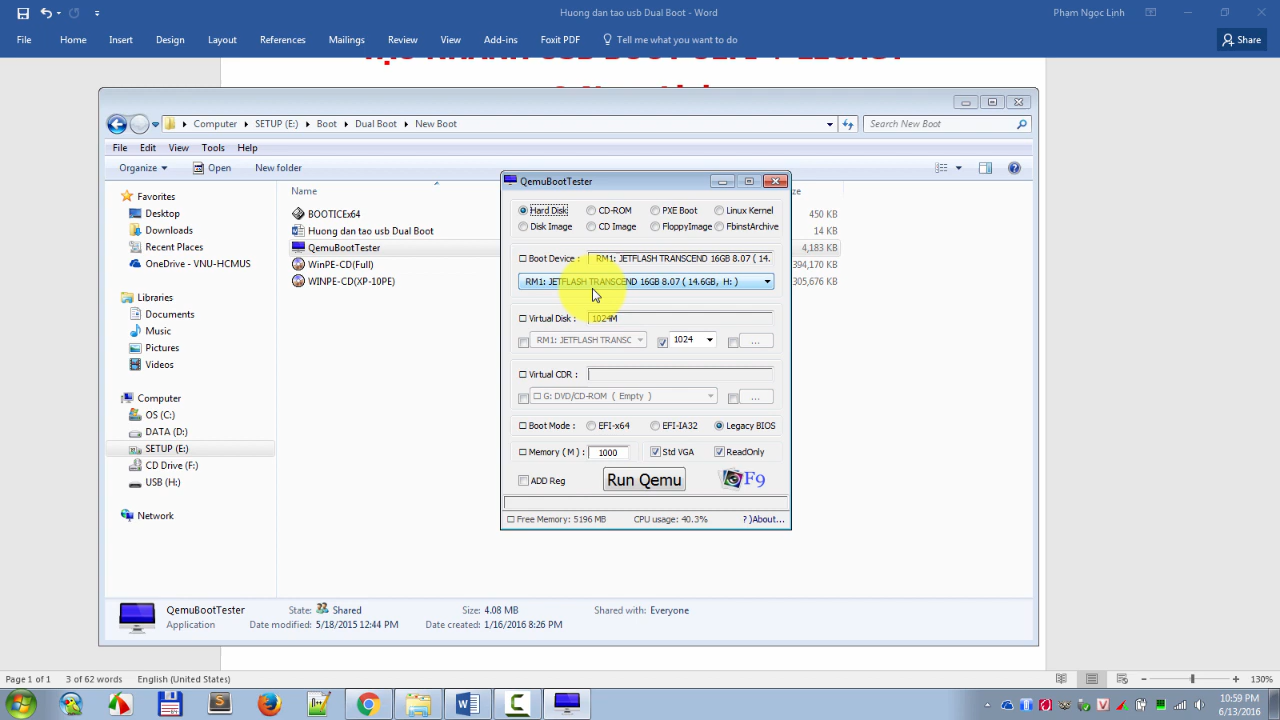 Huong dan tao usb Dual Boot - Word
Pham Ngọc Lịnh
File Home Insert Design Layout References Mailings Review View Add-ins Foxit PDF Tell me what you want to do Share
Computer SETUP (E:) Boot Dual Boot New Boot
Search New Boot
File Edit View Tools Help
Organize Open New folder
Favorites
Desktop
Downloads
Recent Places
OneDrive - VNU-HCMUS
Libraries
Documents
Music
Pictures
Videos
Computer
OS (C:)
DATA (D:)
SETUP (E:)
CD Drive (F:)
USB (H:)
Network
Name
BOOTICEx64
450 KB
Huong dan tao usb Dual Boot
14 KB
QemuBootTester
4,183 KB
WinPE-CD(Full)
394,170 KB
WINPE-CD(XP-10PE)
305,676 KB
QemuBootTester
Hard Disk CD-ROM PXE Boot Linux Kernel
Disk Image CD Image FloppyImage FbinstArchive
Boot Device : RM1: JETFLASH TRANSCEND 16GB 8.07 ( 14.
RM1: JETFLASH TRANSCEND 16GB 8.07 ( 14.6GB, H: )
Virtual Disk : 1024M
RM1: JETFLASH TRANSC 1024 ...
Virtual CDR :
G: DVD/CD-ROM ( Empty ) ...
Boot Mode : EFI-x64 EFI-IA32 Legacy BIOS
Memory ( M ) : 1000 Std VGA ReadOnly
ADD Reg Run Qemu F9
Free Memory: 5196 MB CPU usage: 40.3% ? )About...
QemuBootTester State: Shared Size: 4.08 MB Shared with: Everyone
Application Date modified: 5/18/2015 12:44 PM Date created: 1/16/2016 8:26 PM
Page 1 of 1 3 of 62 words English (United States) 130%
10:59 PM
6/13/2016